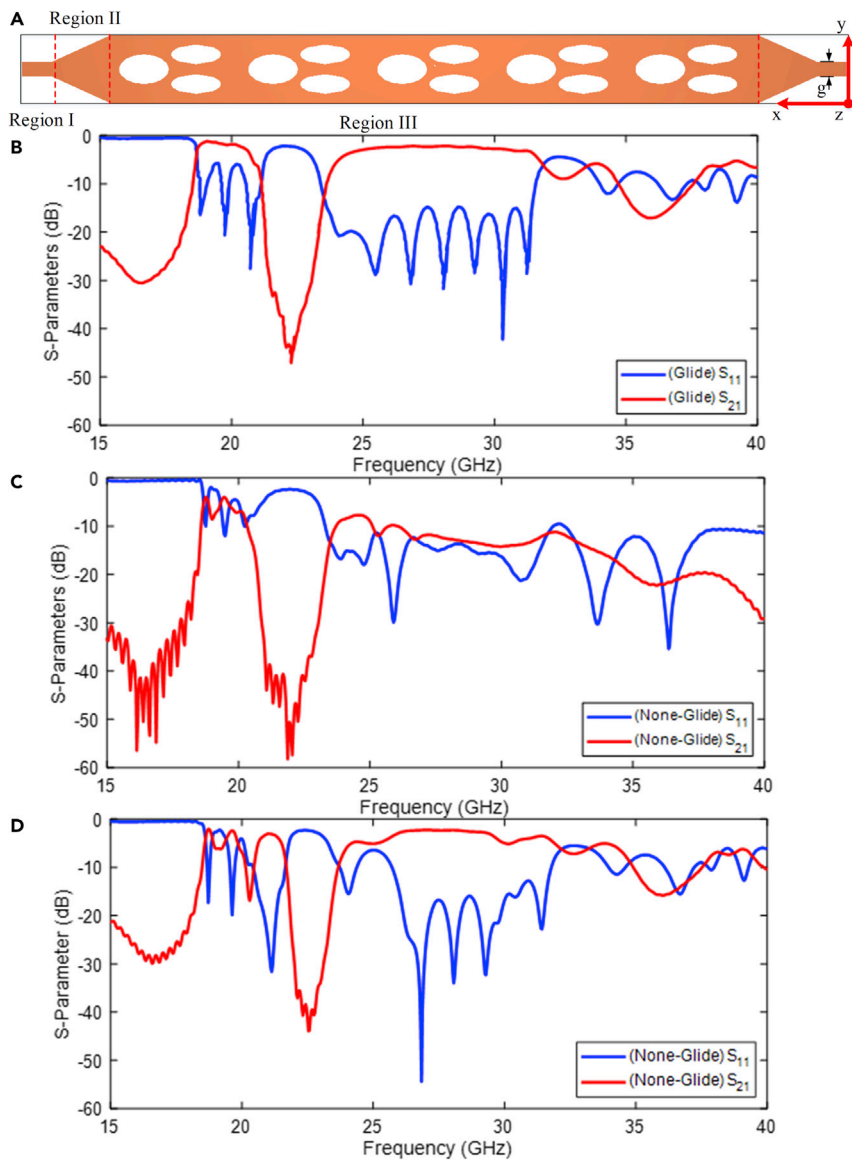 A
Region II
y
g
Region I
Region III
x
z
B
0
-10
-20
-30
-40
-50
-60
S-Parameters (dB)
(Glide) S11
(Glide) S21
15 20 25 30 35 40
Frequency (GHz)
C
0
-10
-20
-30
-40
-50
-60
S-Parameters (dB)
(None-Glide) S11
(None-Glide) S21
15 20 25 30 35 40
Frequency (GHz)
D
0
-10
-20
-30
-40
-50
-60
S-Parameter (dB)
(None-Glide) S11
(None-Glide) S21
15 20 25 30 35 40
Frequency (GHz)